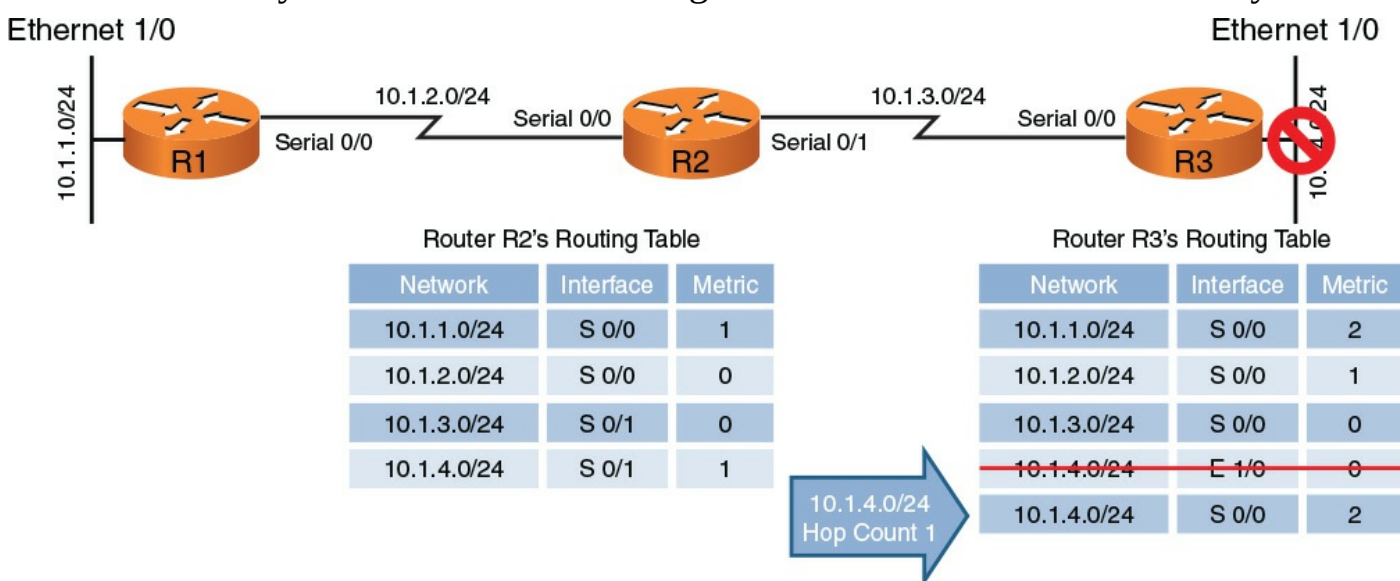 Ethernet 1/0
Ethernet 1/0
10.1.1.0/24
10.1.2.0/24
Serial 0/0
Serial 0/0
10.1.3.0/24
Serial 0/1
Serial 0/0
R1
R2
R3
Router R2's Routing Table
Network Interface Metric
10.1.1.0/24 S 0/0 1
10.1.2.0/24 S 0/0 0
10.1.3.0/24 S 0/1 0
10.1.4.0/24 S 0/1 1
10.1.4.0/24
Hop Count 1
Router R3's Routing Table
Network Interface Metric
10.1.1.0/24 S 0/0 2
10.1.2.0/24 S 0/0 1
10.1.3.0/24 S 0/0 0
10.1.4.0/24 E 1/0 0
10.1.4.0/24 S 0/0 2